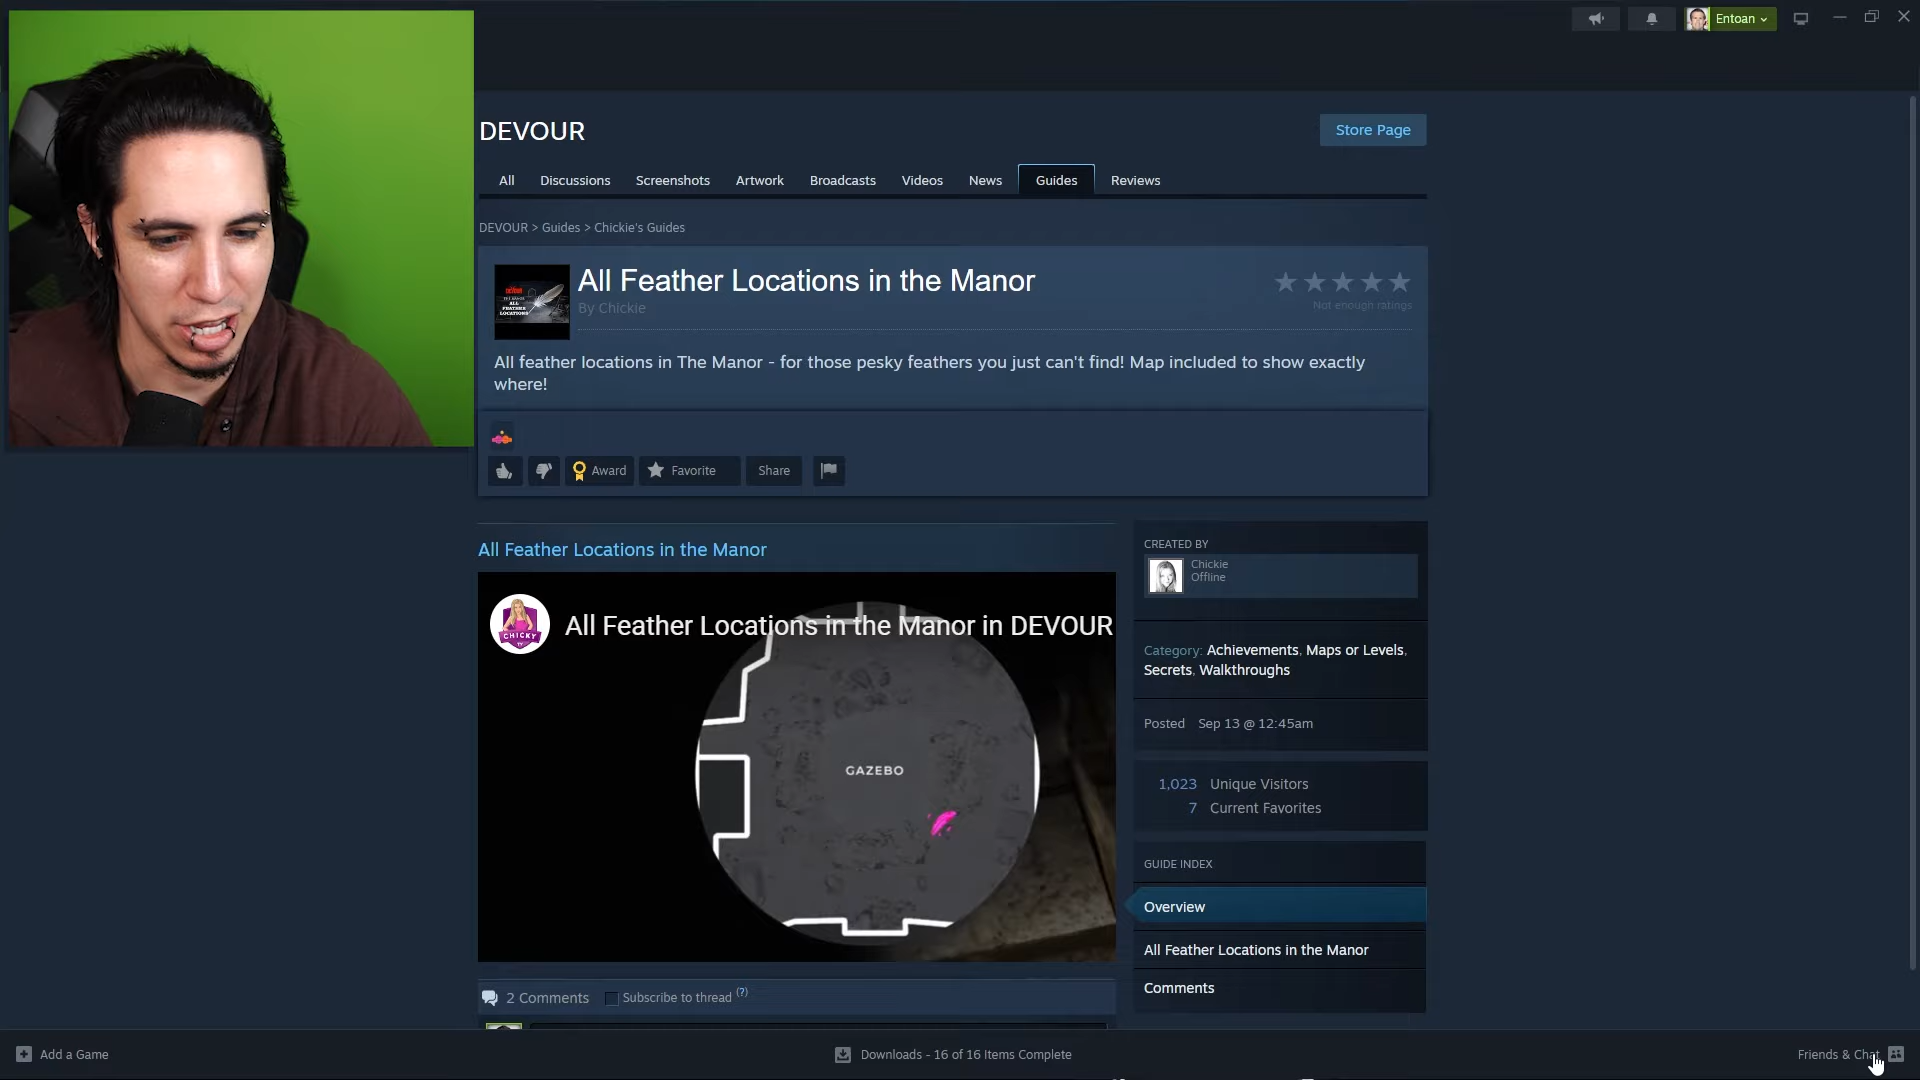 Entoan
DEVOUR
Store Page
All
Discussions
Screenshots
Artwork
Broadcasts
Videos
News
Guides
Reviews
DEVOUR > Guides > Chickie's Guides
All Feather Locations in the Manor
By Chickie
Not enough ratings
All feather locations in The Manor - for those pesky feathers you just can't find! Map included to show exactly
where!
Award
Favorite
Share
All Feather Locations in the Manor
CHICKY
All Feather Locations in the Manor in DEVOUR
GAZEBO
CREATED BY
Chickie
Offline
Category: Achievements, Maps or Levels,
Secrets, Walkthroughs
Posted Sep 13 @ 12:45am
1,023 Unique Visitors
7 Current Favorites
GUIDE INDEX
Overview
All Feather Locations in the Manor
Comments
2 Comments
Subscribe to thread (?)
Add a Game
Downloads - 16 of 16 Items Complete
Friends & Chat